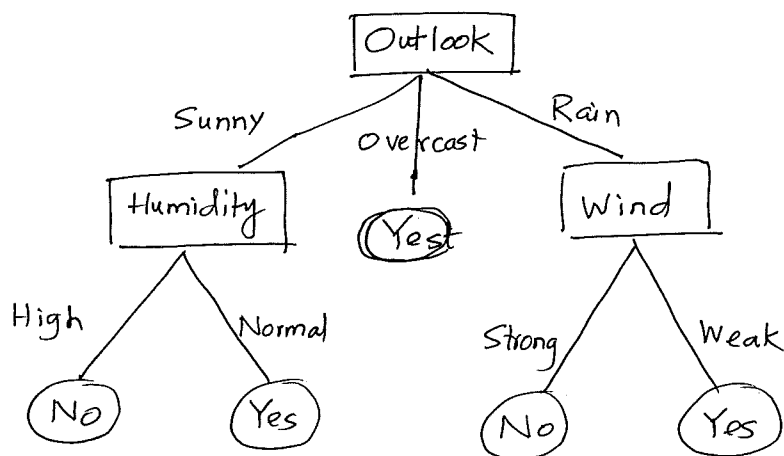 Outlook
Sunny
Overcast
Rain
Humidity
Yest
Wind
High
Normal
Strong
Weak
No
Yes
No
Yes